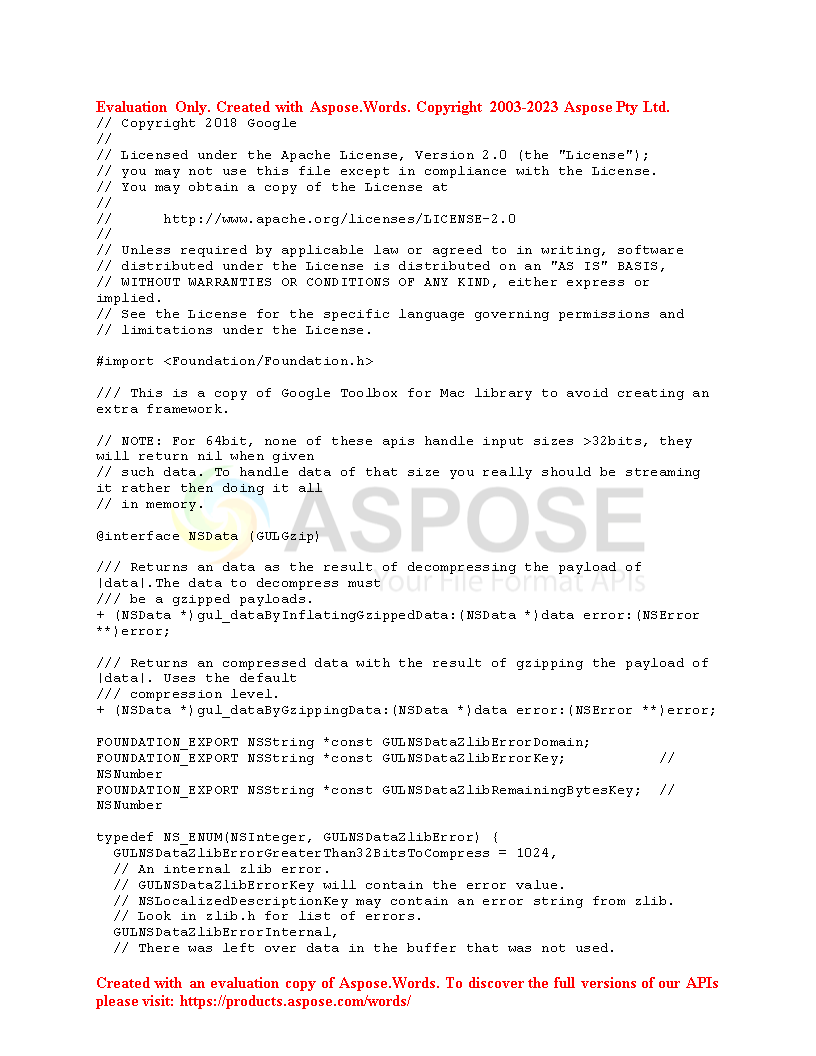 Evaluation Only. Created with Aspose.Words. Copyright 2003-2023 Aspose Pty Ltd.
// Copyright 2018 Google
//
// Licensed under the Apache License, Version 2.0 (the "License");
// you may not use this file except in compliance with the License.
// You may obtain a copy of the License at
//
//      http://www.apache.org/licenses/LICENSE-2.0
//
// Unless required by applicable law or agreed to in writing, software
// distributed under the License is distributed on an "AS IS" BASIS,
// WITHOUT WARRANTIES OR CONDITIONS OF ANY KIND, either express or
implied.
// See the License for the specific language governing permissions and
// limitations under the License.

#import <Foundation/Foundation.h>

/// This is a copy of Google Toolbox for Mac library to avoid creating an
extra framework.

// NOTE: For 64bit, none of these apis handle input sizes >32bits, they
will return nil when given
// such data. To handle data of that size you really should be streaming
it rather then doing it all
// in memory.
ASPOSE
@interface NSData (GULGzip)

/// Returns an data as the result of decompressing the payload of
|data|.The data to decompress must
Your File Format APIs
/// be a gzipped payloads.
+ (NSData *)gul_dataByInflatingGzippedData:(NSData *)data error:(NSError
**)error;

/// Returns an compressed data with the result of gzipping the payload of
|data|. Uses the default
/// compression level.
+ (NSData *)gul_dataByGzippingData:(NSData *)data error:(NSError **)error;

FOUNDATION_EXPORT NSString *const GULNSDataZlibErrorDomain;
FOUNDATION_EXPORT NSString *const GULNSDataZlibErrorKey;           //
NSNumber
FOUNDATION_EXPORT NSString *const GULNSDataZlibRemainingBytesKey;  //
NSNumber

typedef NS_ENUM(NSInteger, GULNSDataZlibError) {
  GULNSDataZlibErrorGreaterThan32BitsToCompress = 1024,
  // An internal zlib error.
  // GULNSDataZlibErrorKey will contain the error value.
  // NSLocalizedDescriptionKey may contain an error string from zlib.
  // Look in zlib.h for list of errors.
  GULNSDataZlibErrorInternal,
  // There was left over data in the buffer that was not used.

Created with an evaluation copy of Aspose.Words. To discover the full versions of our APIs
please visit: https://products.aspose.com/words/